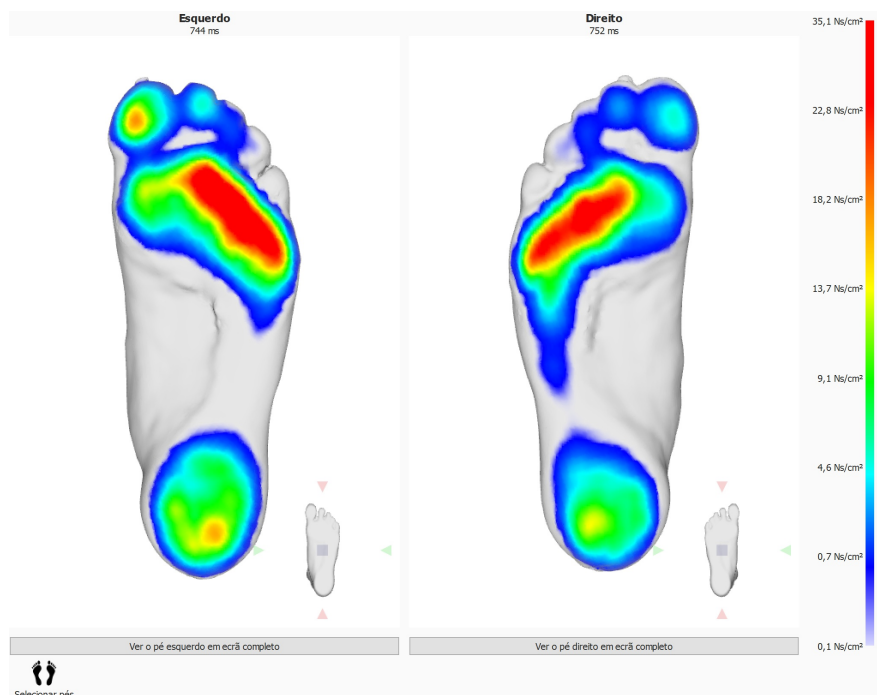 Esquerdo
744 ms
Direito
752 ms
35,1 Ns/cm²
22,8 Ns/cm²
18,2 Ns/cm²
13,7 Ns/cm²
9,1 Ns/cm²
4,6 Ns/cm²
0,7 Ns/cm²
0,1 Ns/cm²
Ver o pé esquerdo em ecrã completo
Ver o pé direito em ecrã completo
Selecionar pés